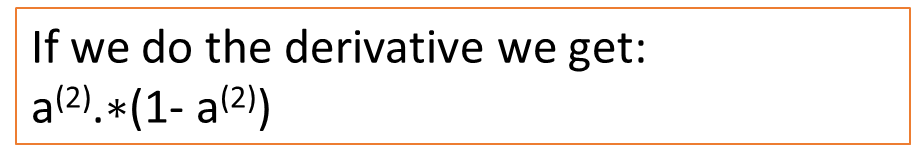 If we do the derivative we get:
a⁽²⁾.*(1- a⁽²⁾)